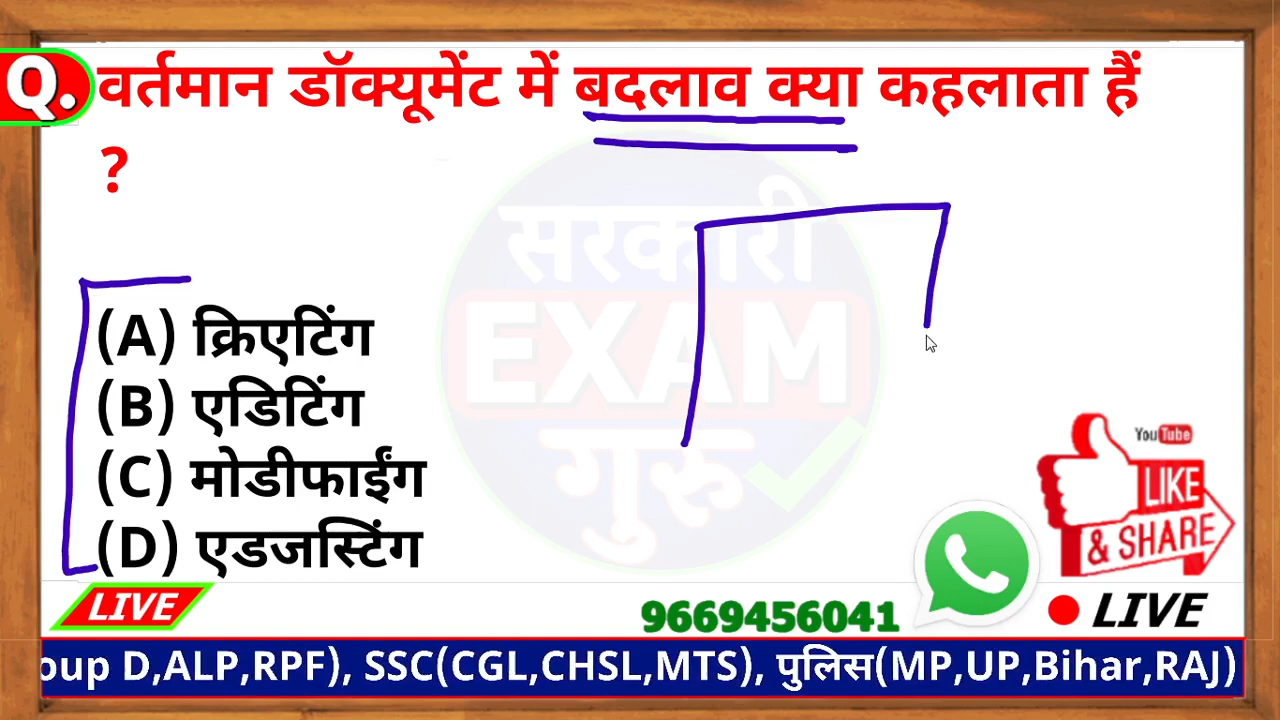 Q. वर्तमान डॉक्यूमेंट में बदलाव क्या कहलाता हैं
?
सरकारी
EXAM
गुरू
(A) क्रिएटिंग
(B) एडिटिंग
(C) मोडीफाईंग
(D) एडजस्टिंग
YouTube
LIKE
& SHARE
LIVE
9669456041
LIVE
oup D,ALP,RPF), SSC(CGL,CHSL,MTS), पुलिस(MP,UP,Bihar,RAJ)